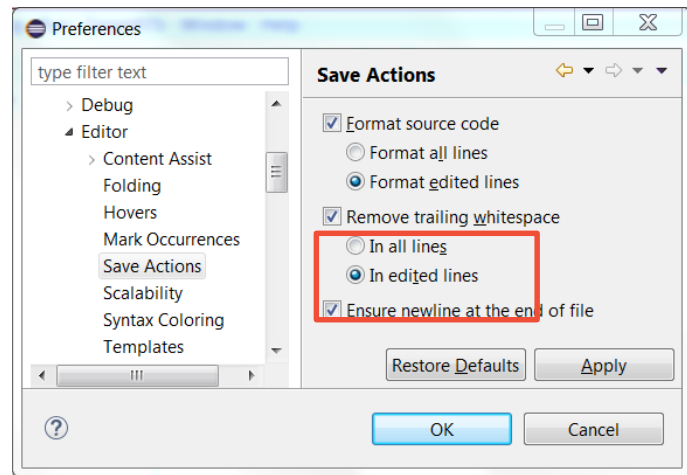 Preferences
type filter text
Debug
Editor
Content Assist
Folding
Hovers
Mark Occurrences
Save Actions
Scalability
Syntax Coloring
Templates
Save Actions
Format source code
Format all lines
Format edited lines
Remove trailing whitespace
In all lines
In edited lines
Ensure newline at the end of file
Restore Defaults
Apply
OK
Cancel